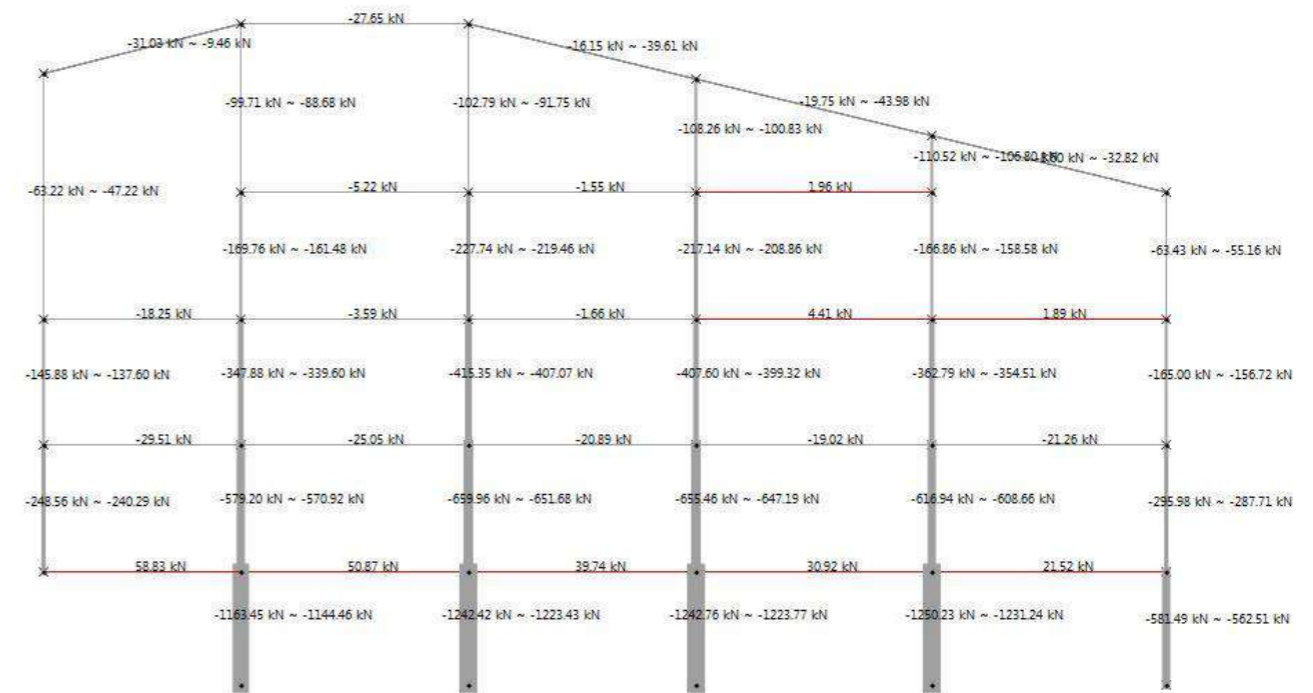 -27.65 kN
-31.03 kN ~ -9.46 kN
-16.15 kN ~ -39.61 kN
-99.71 kN ~ -88.68 kN
-102.79 kN ~ -91.75 kN
-19.75 kN ~ -43.98 kN
-108.26 kN ~ -100.83 kN
-110.52 kN ~ -106.80 kN
~ -32.82 kN
-63.22 kN ~ -47.22 kN
-5.22 kN
-1.55 kN
1.96 kN
-169.76 kN ~ -161.48 kN
-227.74 kN ~ -219.46 kN
-217.14 kN ~ -208.86 kN
-166.86 kN ~ -158.58 kN
-63.43 kN ~ -55.16 kN
-18.25 kN
-3.59 kN
-1.66 kN
4.41 kN
1.89 kN
-145.88 kN ~ -137.60 kN
-347.88 kN ~ -339.60 kN
-415.35 kN ~ -407.07 kN
-407.60 kN ~ -399.32 kN
-362.79 kN ~ -354.51 kN
-165.00 kN ~ -156.72 kN
-29.51 kN
-25.05 kN
-20.89 kN
-19.02 kN
-21.26 kN
-248.56 kN ~ -240.29 kN
-579.20 kN ~ -570.92 kN
-659.96 kN ~ -651.68 kN
-655.46 kN ~ -647.19 kN
-616.94 kN ~ -608.66 kN
-295.98 kN ~ -287.71 kN
58.83 kN
50.87 kN
39.74 kN
30.92 kN
21.52 kN
-1163.45 kN ~ -1144.46 kN
-1242.42 kN ~ -1223.43 kN
-1242.76 kN ~ -1223.77 kN
-1250.23 kN ~ -1231.24 kN
-581.49 kN ~ -562.51 kN